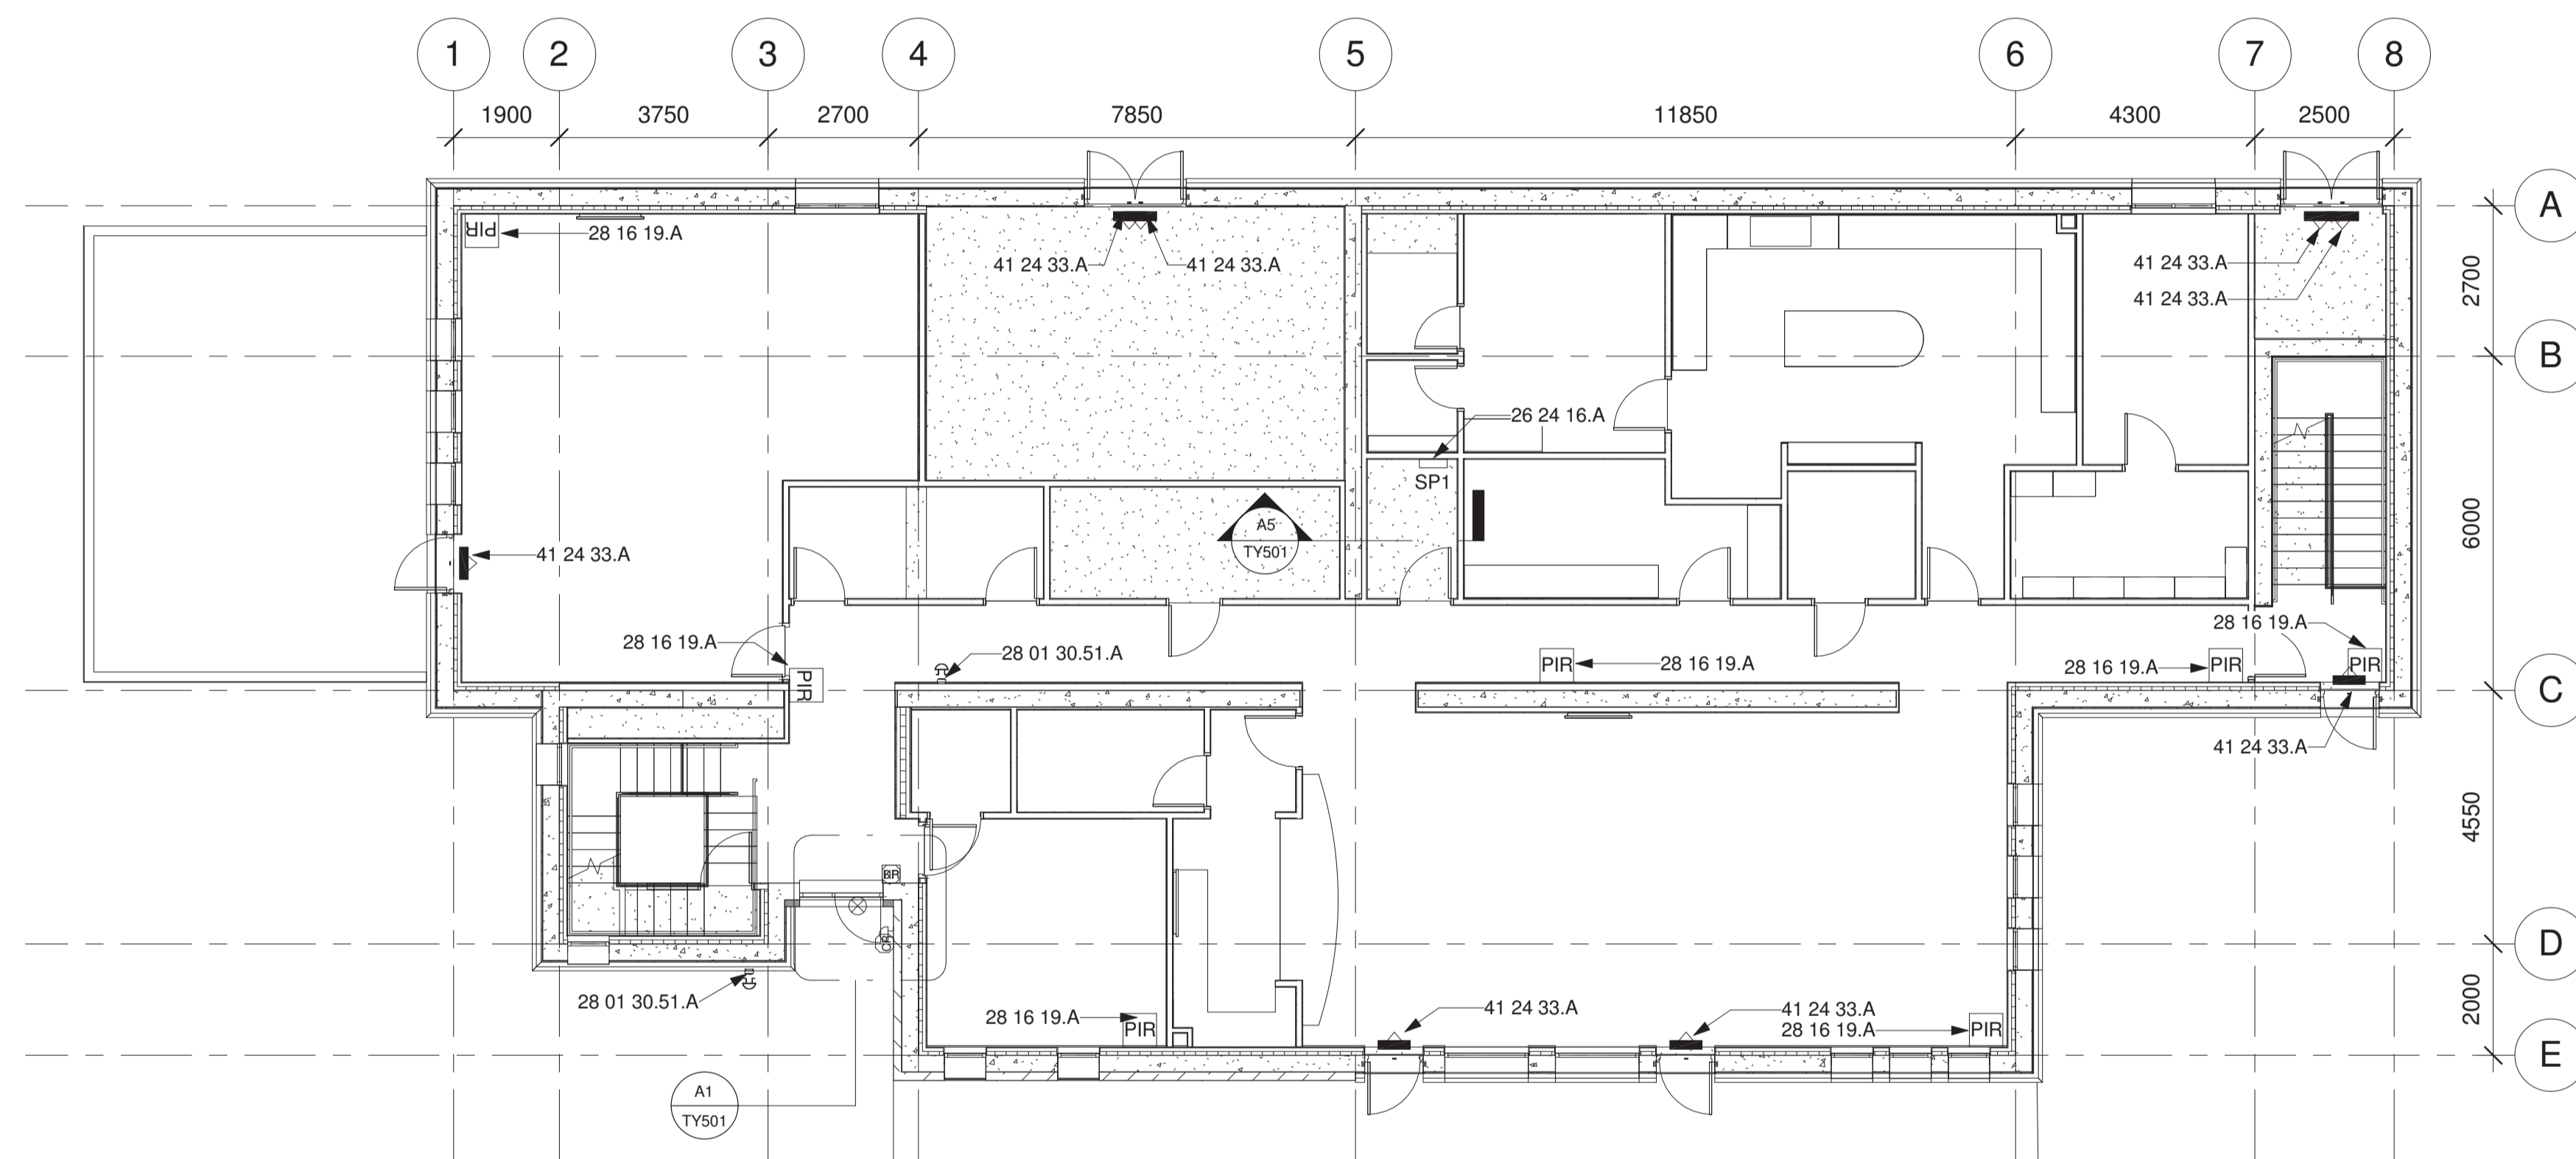 1 2 3 4 5 6 7 8
1900 3750 2700 7850 11850 4300 2500
A
PIR 28 16 19.A
41 24 33.A 41 24 33.A
41 24 33.A
41 24 33.A
2700
B
26 24 16.A
SP1
A5
TY501
6000
41 24 33.A
28 16 19.A
28 16 19.A
28 01 30.51.A
PIR 28 16 19.A
28 16 19.A PIR
PIR
PIR
C
41 24 33.A
4550
CR
D
28 01 30.51.A
2000
28 16 19.A PIR
41 24 33.A
41 24 33.A
28 16 19.A PIR
E
A1
TY501